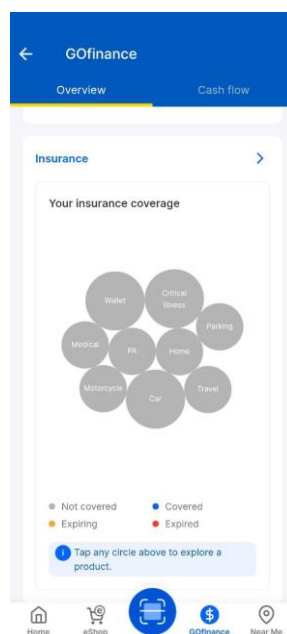 GOfinance
Overview
Cash flow
Insurance
Your insurance coverage
Wallet
Critical
Illness
Parking
Medical
PA
Home
Motorcycle
Car
Travel
Not covered
Covered
Expiring
Expired
Tap any circle above to explore a
product.
Home
eShop
GOfinance
Near Me